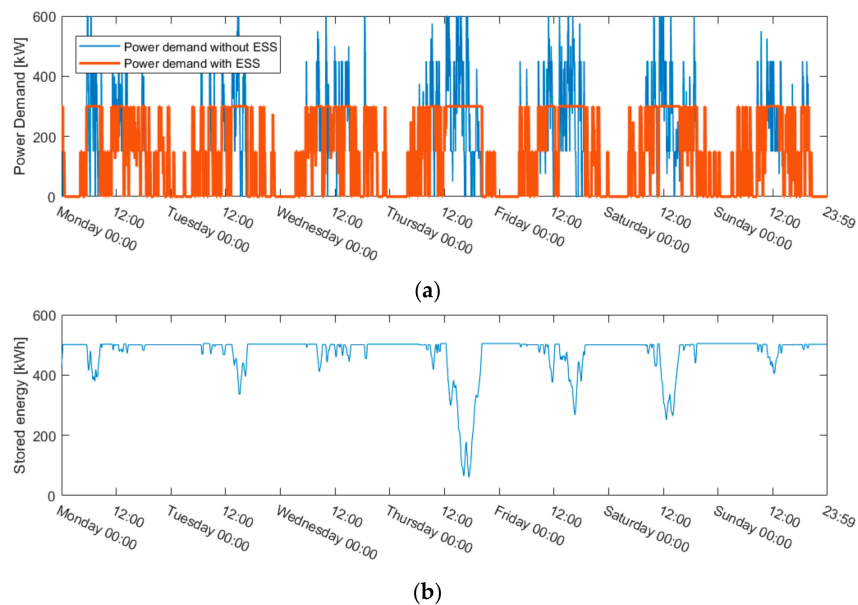 600
Power demand without ESS
Power demand with ESS
400
200
0
Power Demand [kW]
Monday 00:00
12:00
Tuesday 00:00
12:00
Wednesday 00:00
12:00
Thursday 00:00
12:00
Friday 00:00
12:00
Saturday 00:00
12:00
Sunday 00:00
12:00
23:59
(a)
600
400
200
0
Stored energy [kWh]
Monday 00:00
12:00
Tuesday 00:00
12:00
Wednesday 00:00
12:00
Thursday 00:00
12:00
Friday 00:00
12:00
Saturday 00:00
12:00
Sunday 00:00
12:00
23:59
(b)